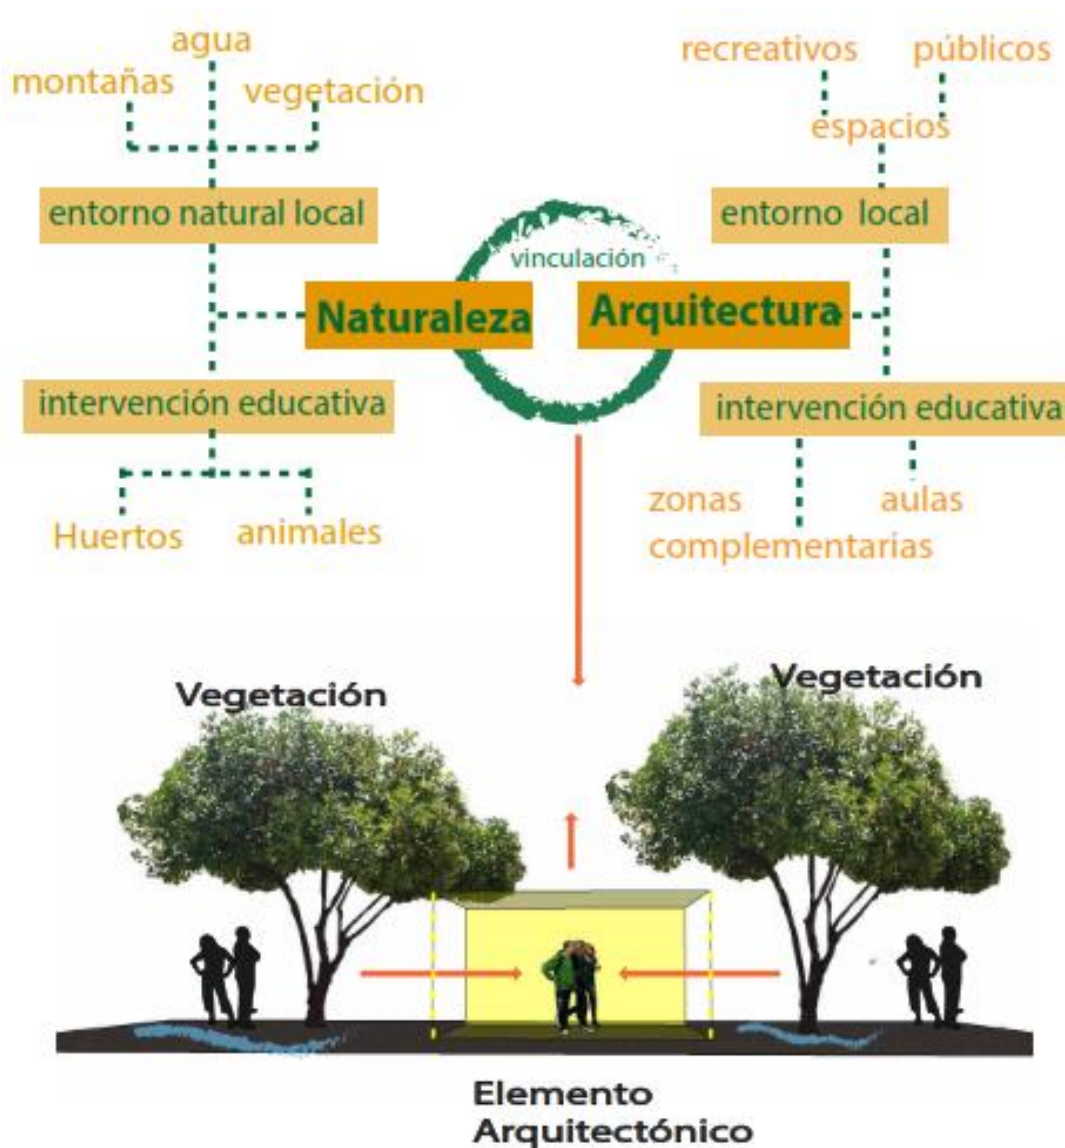 agua
montañas
vegetación
entorno natural local
recreativos
públicos
espacios
entorno local
vinculación
Naturaleza
Arquitectura
intervención educativa
Huertos
animales
intervención educativa
zonas
complementarias
aulas
Vegetación
Vegetación
Elemento
Arquitectónico